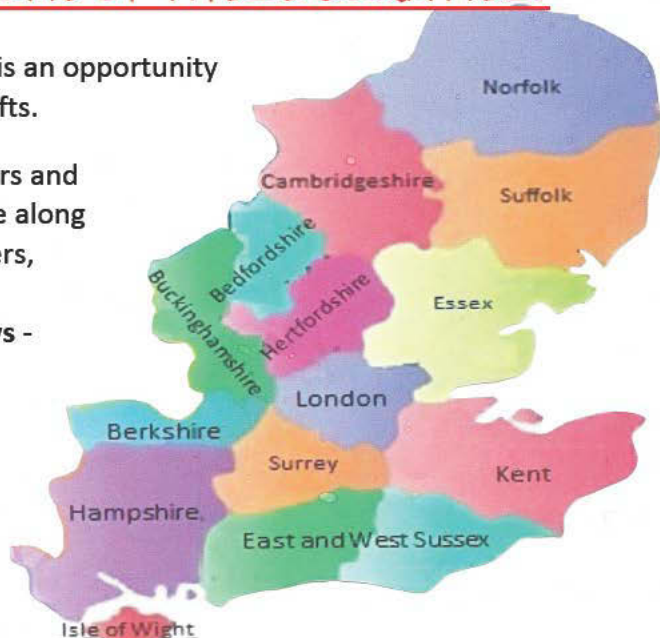 is an opportunity
fts.
rs and
e along
ers,
ws -
Norfolk
Cambridgeshire
Suffolk
Bedfordshire
Buckinghamshire
Hertfordshire
Essex
London
Berkshire
Surrey
Kent
Hampshire.
East and West Sussex
Isle of Wight